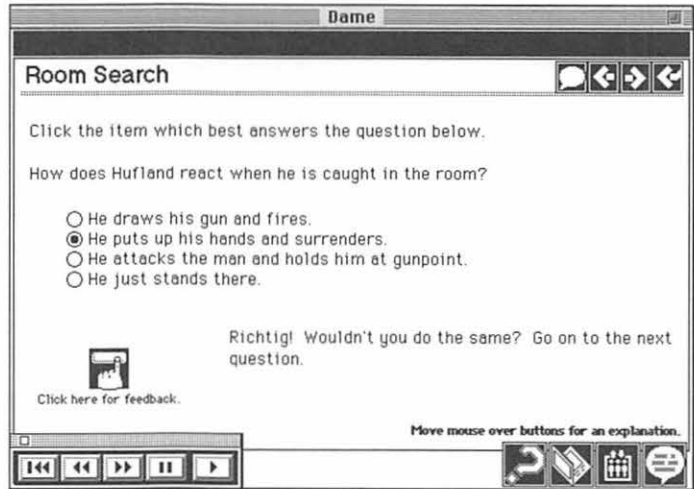 Dame
Room Search
Click the item which best answers the question below.
How does Hufland react when he is caught in the room?
He draws his gun and fires.
He puts up his hands and surrenders.
He attacks the man and holds him at gunpoint.
He just stands there.
Richtig! Wouldn't you do the same? Go on to the next
question.
Click here for feedback.
Move mouse over buttons for an explanation.